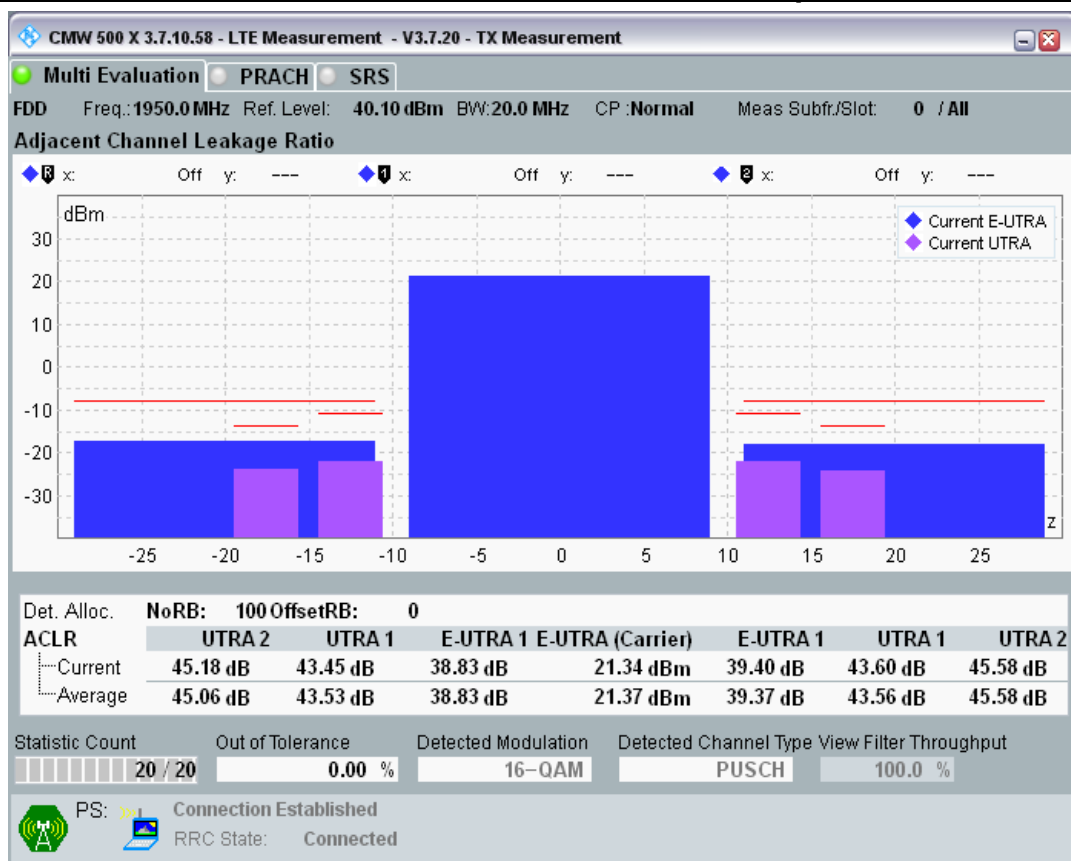 CMW 500 X 3.7.10.58 - LTE Measurement - V3.7.20 - TX Measurement
Multi Evaluation PRACH SRS
FDD Freq.: 1950.0 MHz Ref. Level: 40.10 dBm BW: 20.0 MHz CP : Normal Meas Subfr./Slot: 0 / All
Adjacent Channel Leakage Ratio
R x: Off y: --- 1 x: Off y: --- 2 x: Off y: ---
dBm
Current E-UTRA
Current UTRA
30
20
10
0
-10
-20
-30
z
-25 -20 -15 -10 -5 0 5 10 15 20 25
Det. Alloc. NoRB: 100 OffsetRB: 0
ACLR UTRA 2 UTRA 1 E-UTRA 1 E-UTRA (Carrier) E-UTRA 1 UTRA 1 UTRA 2
Current 45.18 dB 43.45 dB 38.83 dB 21.34 dBm 39.40 dB 43.60 dB 45.58 dB
Average 45.06 dB 43.53 dB 38.83 dB 21.37 dBm 39.37 dB 43.56 dB 45.58 dB
Statistic Count Out of Tolerance Detected Modulation Detected Channel Type View Filter Throughput
20 / 20 0.00 % 16-QAM PUSCH 100.0 %
PS: Connection Established
RRC State: Connected